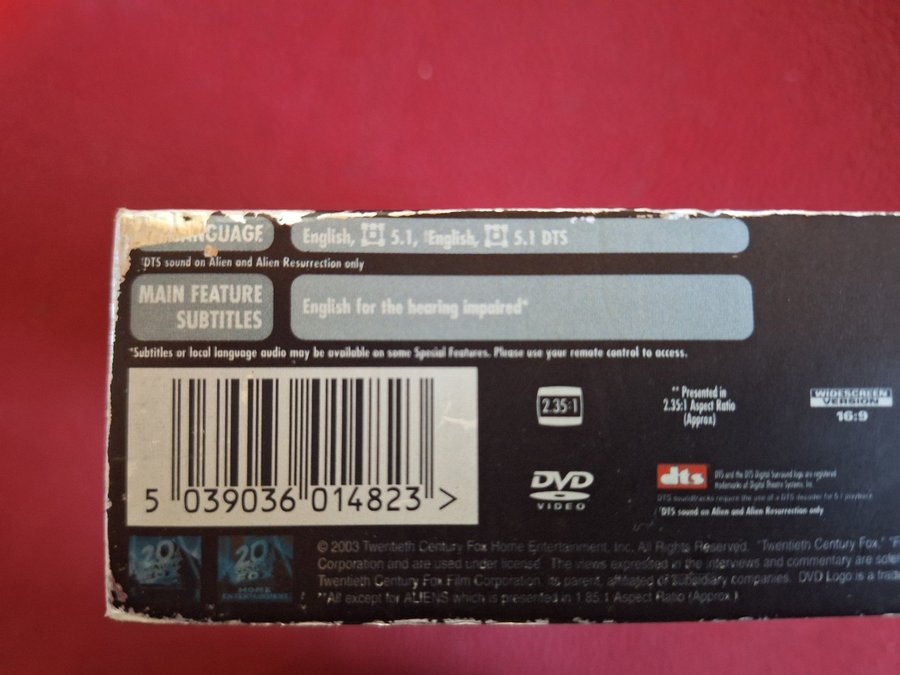 LANGUAGE
English, 5.1, †English, 5.1 DTS
†DTS sound on Alien and Alien Resurrection only
MAIN FEATURE
SUBTITLES
English for the hearing impaired*
*Subtitles or local language audio may be available on some Special Features. Please use your remote control to access.
5 039036 014823 >
2.35:1
** Presented in
2.35:1 Aspect Ratio
(Approx)
WIDESCREEN
VERSION
16:9
DVD
VIDEO
dts
DTS and the DTS Digital Surround logo are registered
trademarks of Digital Theatre Systems, Inc.
DTS soundtracks require the use of a DTS decoder for 5.1 playback
†DTS sound on Alien and Alien Resurrection only
20
20
HOME
ENTERTAINMENT
© 2003 Twentieth Century Fox Home Entertainment, Inc. All Rights Reserved. "Twentieth Century Fox,"
Corporation and are used under license. The views expressed in the interviews and commentary are
Twentieth Century Fox Film Corporation, its parent, affiliated or subsidiary companies. DVD Logo is a
**All except for ALIENS which is presented in 1.85:1 Aspect Ratio (Approx.)